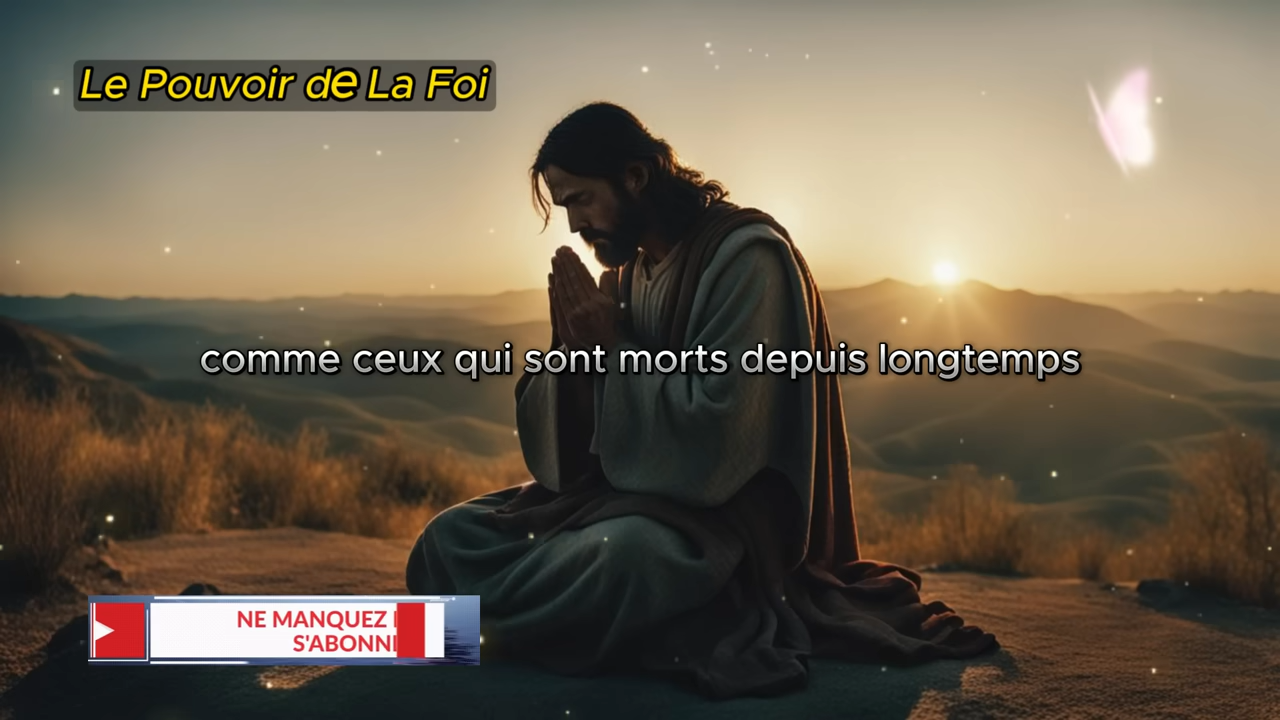 Le Pouvoir de La Foi
comme ceux qui sont morts depuis longtemps
NE MANQUEZ
S'ABONN